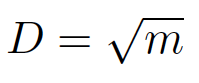 D = √m